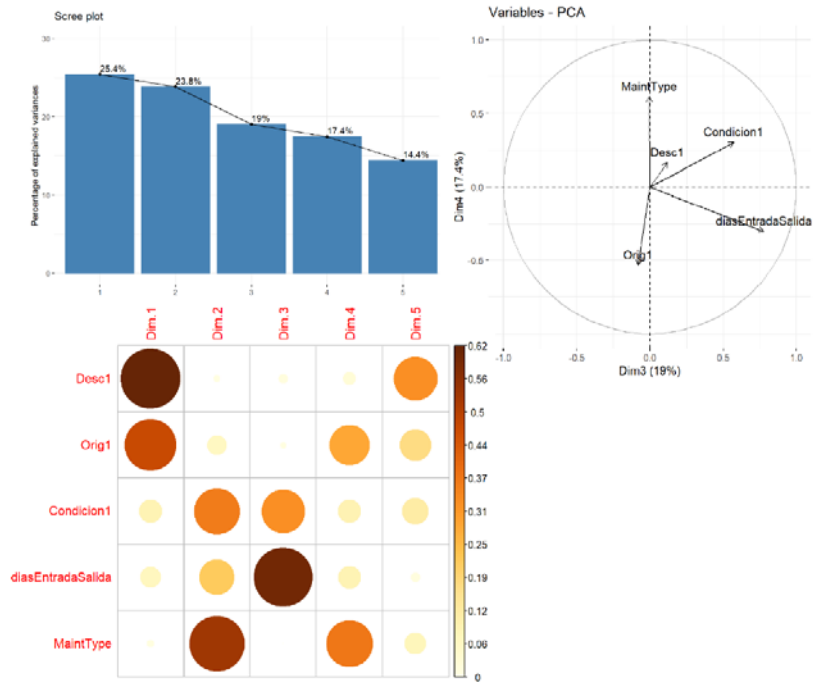 Scree plot
Percentage of explained variances
30
20
10
0
25.4%
23.8%
19%
17.4%
14.4%
1 2 3 4 5
Variables - PCA
Dim4 (17.4%)
1.0
0.5
0.0
-0.5
MaintType
Condicion1
Desc1
diasEntradaSalida
Orig1
-1.0 -0.5 0.0 0.5 1.0
Dim3 (19%)
Dim.1 Dim.2 Dim.3 Dim.4 Dim.5
Desc1
Orig1
Condicion1
diasEntradaSalida
MaintType
0.62
0.56
0.5
0.44
0.37
0.31
0.25
0.19
0.12
0.06
0